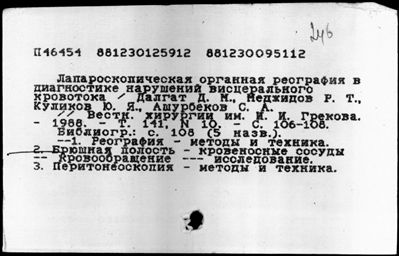 246
П46454 881230125912 881230095112
Лапароскопическая органная реография в
диагностике нарушений висцерального
кровотока / Далгат Д. М., Меджидов Р. Т.,
Куликов Ю. Я., Ашурбеков С. А.
// Вестн. хирургии им. И. И. Грекова.
- 1988. - Т. 141, N 10. - С. 106-108.
Библиогр.: с. 108 (5 назв.).
--1. Реография - методы и техника.
2. Брюшная полость - кровеносные сосуды
-- Кровообращение --- исследование.
3. Перитонеоскопия - методы и техника.